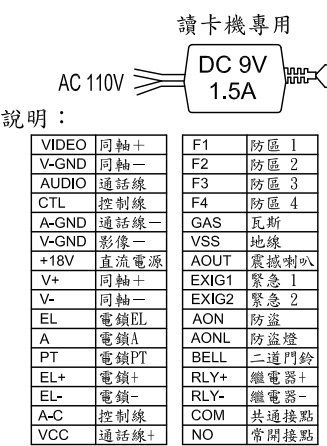 讀卡機專用
AC 110V
DC 9V
1.5A
說明：
VIDEO 同軸＋
V-GND 同軸－
AUDIO 通話線
CTL 控制線
A-GND 通話線－
V-GND 影像－
+18V 直流電源
V+ 同軸＋
V- 同軸－
EL 電鎖EL
A 電鎖A
PT 電鎖PT
EL+ 電鎖+
EL- 電鎖-
A-C 控制線
VCC 通話線+
F1 防區 1
F2 防區 2
F3 防區 3
F4 防區 4
GAS 瓦斯
VSS 地線
AOUT 震撼喇叭
EXIG1 緊急 1
EXIG2 緊急 2
AON 防盜
AONL 防盜燈
BELL 二道門鈴
RLY+ 繼電器+
RLY- 繼電器-
COM 共通接點
NO 常開接點